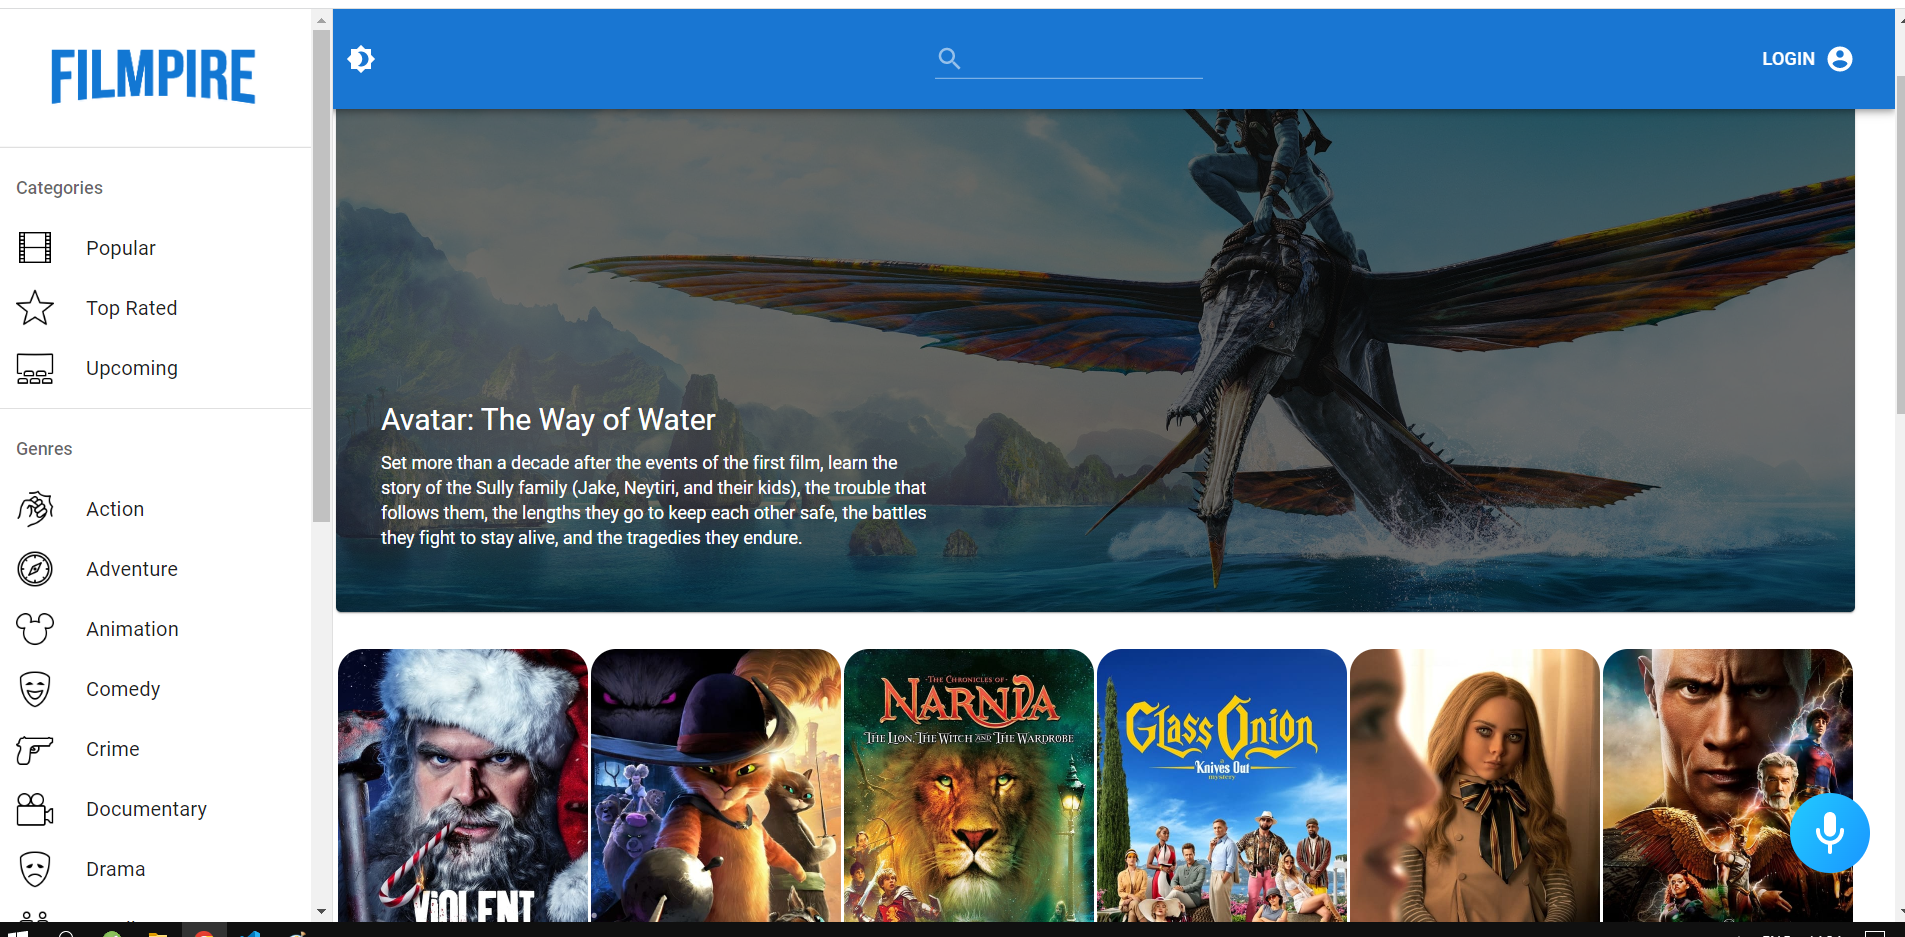 FILMPIRE
LOGIN
Categories
Popular
Top Rated
Upcoming
Genres
Action
Adventure
Animation
Comedy
Crime
Documentary
Drama
Avatar: The Way of Water
Set more than a decade after the events of the first film, learn the
story of the Sully family (Jake, Neytiri, and their kids), the trouble that
follows them, the lengths they go to keep each other safe, the battles
they fight to stay alive, and the tragedies they endure.
VIOLENT
THE CHRONICLES OF
NARNIA
THE LION, THE WITCH AND THE WARDROBE
Glass Onion
a
Knives Out
mystery